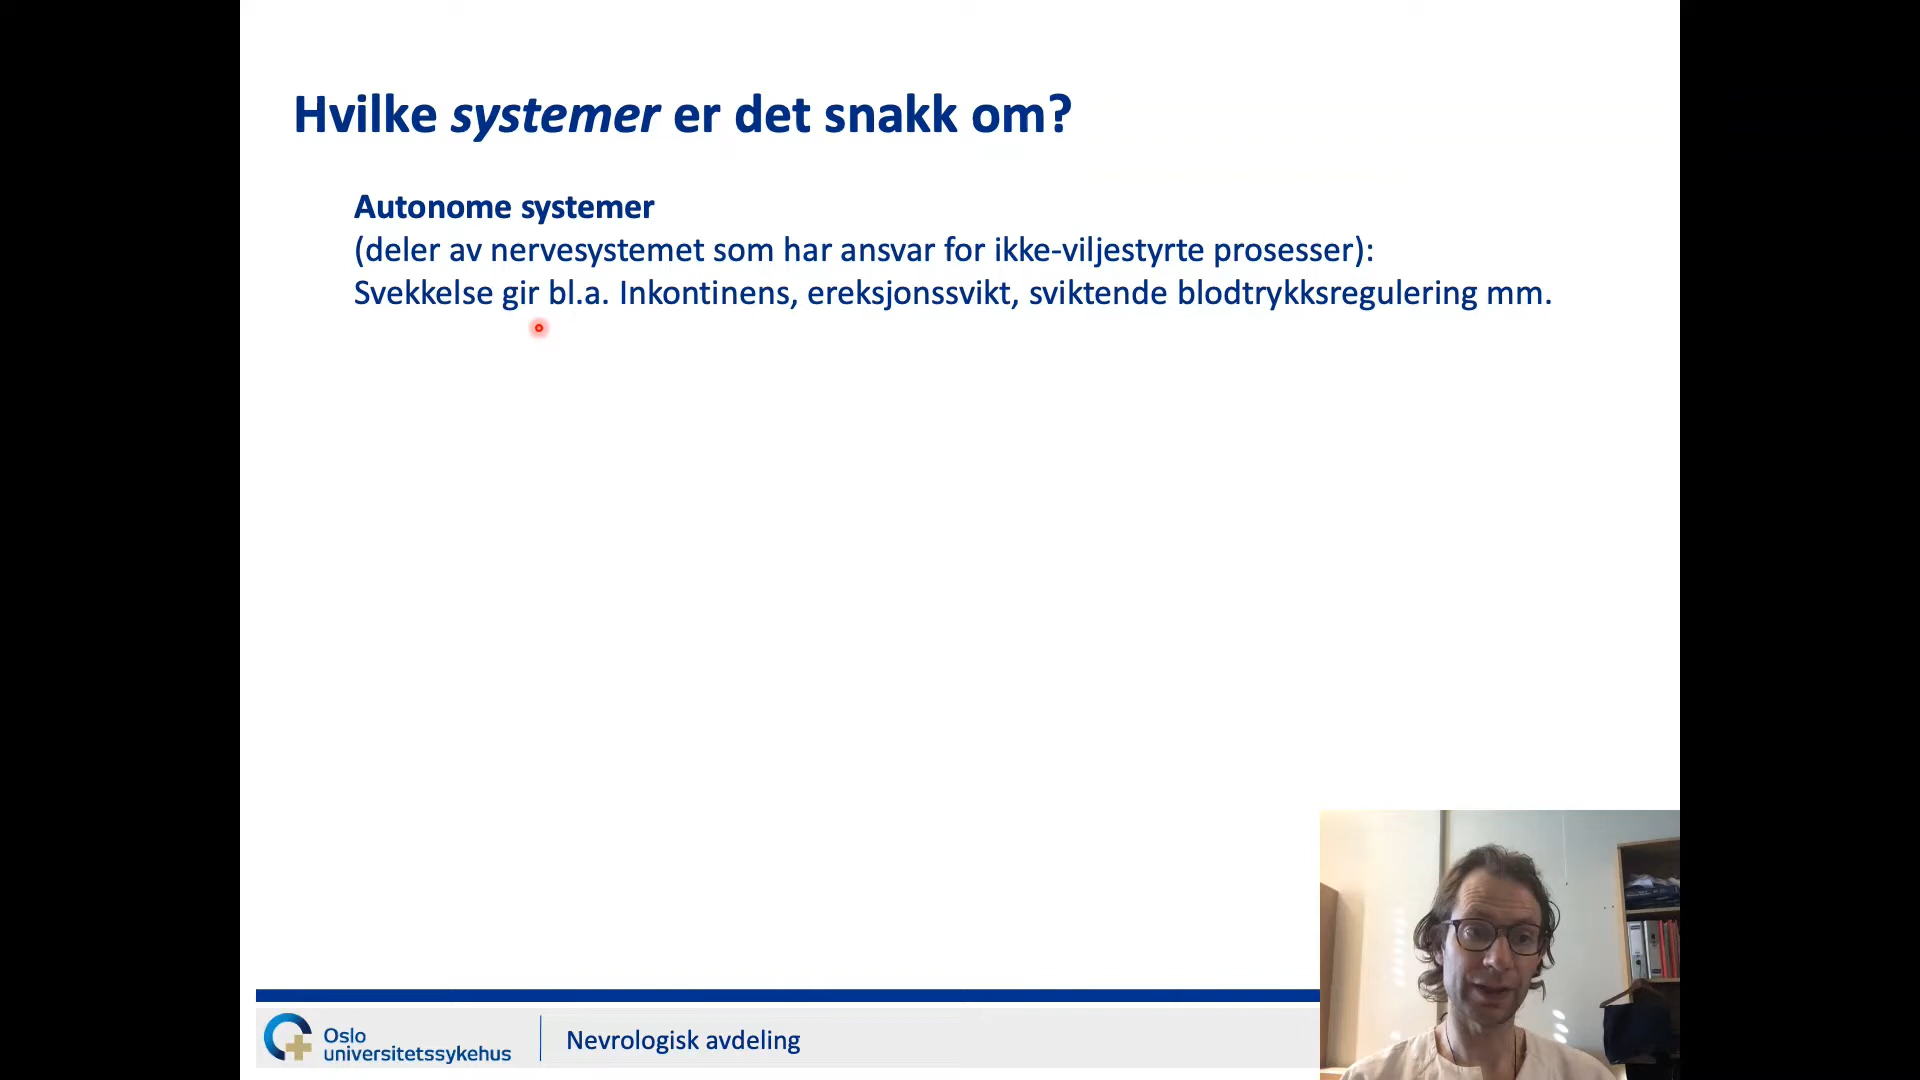 Hvilke systemer er det snakk om?
Autonome systemer
(deler av nervesystemet som har ansvar for ikke-viljestyrte prosesser):
Svekkelse gir bl.a. Inkontinens, ereksjonssvikt, sviktende blodtrykksregulering mm.
Oslo
universitetssykehus
Nevrologisk avdeling